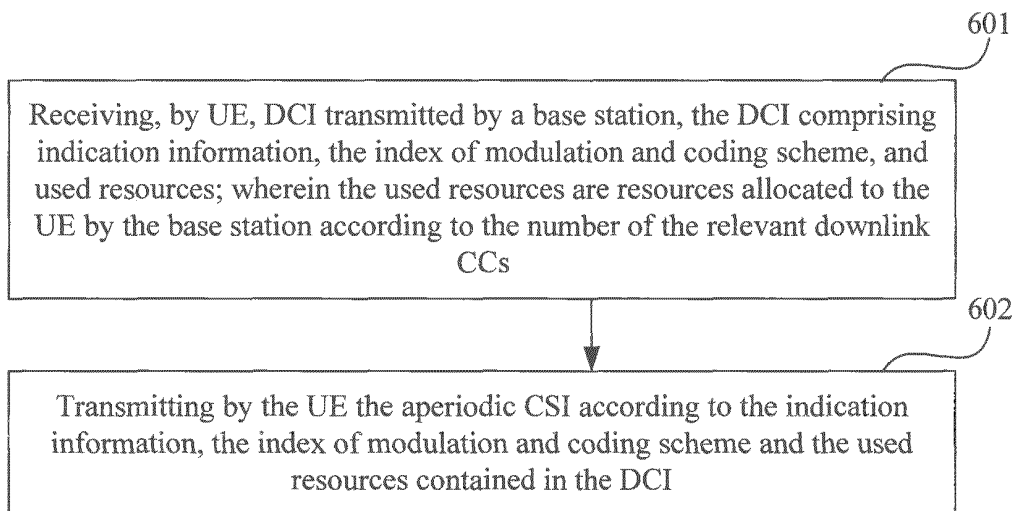 601
Receiving, by UE, DCI transmitted by a base station, the DCI comprising
indication information, the index of modulation and coding scheme, and
used resources; wherein the used resources are resources allocated to the
UE by the base station according to the number of the relevant downlink
CCs
602
Transmitting by the UE the aperiodic CSI according to the indication
information, the index of modulation and coding scheme and the used
resources contained in the DCI